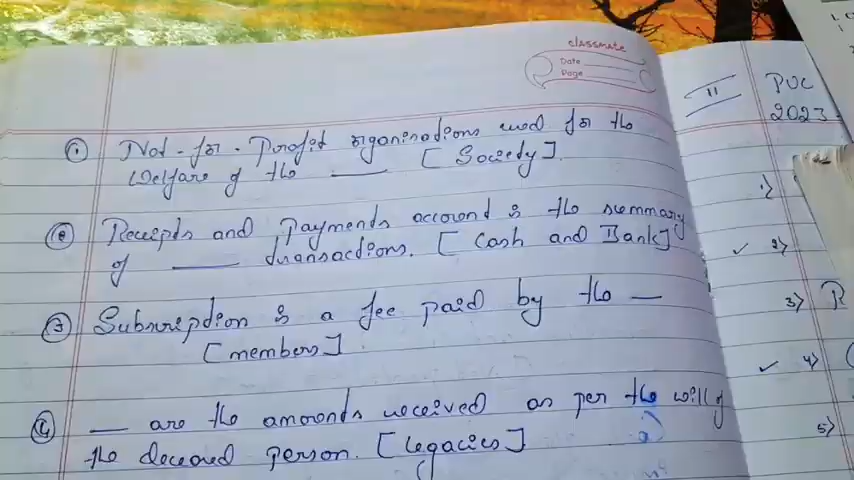 classmate
Date
Page
① Not-for-Profit organisations used for the
Welfare of the ___ [Society].
② Receipts and Payments account is the summary
of ___ transactions. [Cash and Bank]
③ Subscription is a fee paid by the ___
[members]
④ ___ are the amounts received as per the will of
the deceased person. [legacies]
11
PUC
2023
1)
✓ 2)
3) R
✓ 4)
5)